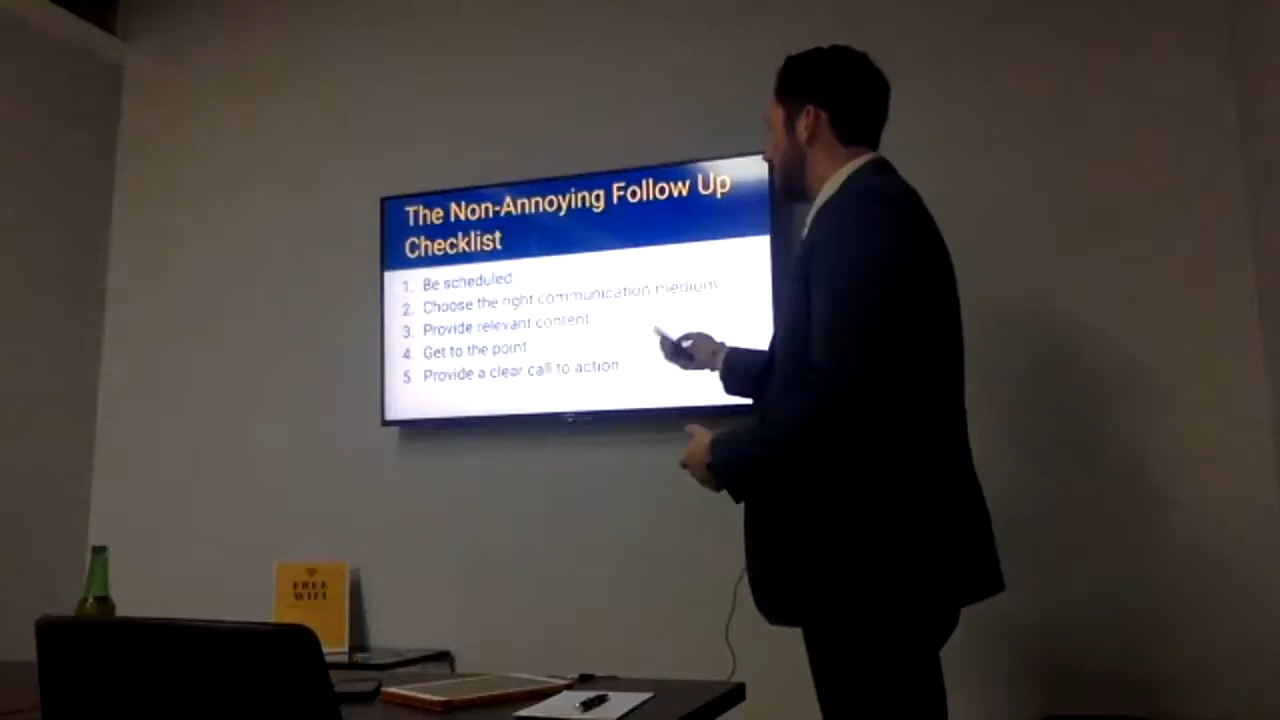 The Non-Annoying Follow Up
Checklist
1. Be scheduled
2. Choose the right communication medium
3. Provide relevant content
4. Get to the point
5. Provide a clear call to action
FREE
WIFI